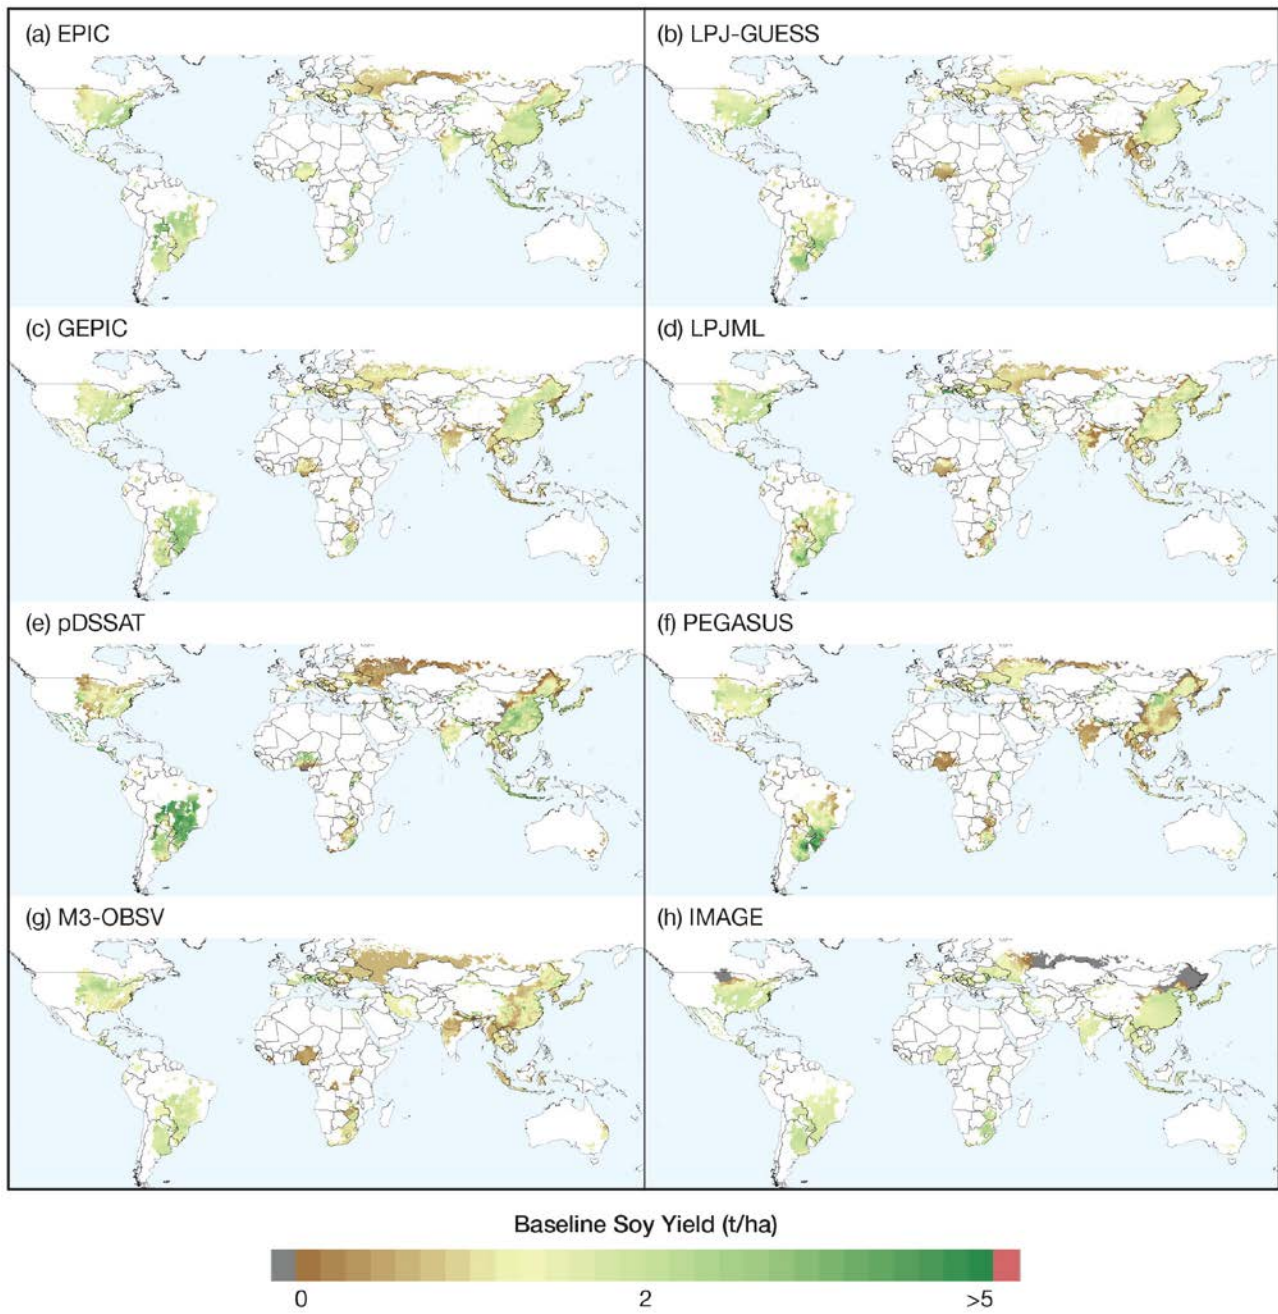 (a) EPIC
(b) LPJ-GUESS
(c) GEPIC
(d) LPJML
(e) pDSSAT
(f) PEGASUS
(g) M3-OBSV
(h) IMAGE
Baseline Soy Yield (t/ha)
0 2 >5